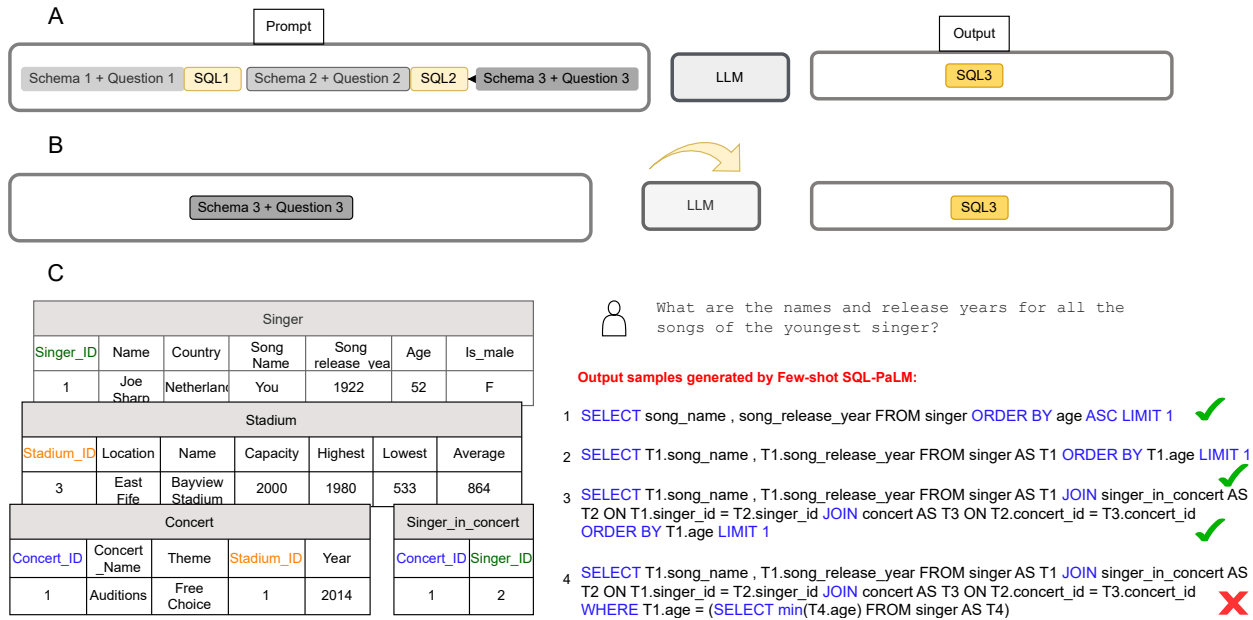 A
Prompt
Output
Schema 1 + Question 1 SQL1 Schema 2 + Question 2 SQL2 Schema 3 + Question 3
LLM
SQL3
B
Schema 3 + Question 3
LLM
SQL3
C
Singer
Singer_ID Name Country Song Name Song release_yea Age Is_male
1 Joe Sharp Netherland You 1922 52 F
Stadium
Stadium_ID Location Name Capacity Highest Lowest Average
3 East Fife Bayview Stadium 2000 1980 533 864
Concert
Concert_ID Concert _Name Theme Stadium_ID Year
1 Auditions Free Choice 1 2014
Singer_in_concert
Concert_ID Singer_ID
1 2
What are the names and release years for all the
songs of the youngest singer?
Output samples generated by Few-shot SQL-PaLM:
1 SELECT song_name , song_release_year FROM singer ORDER BY age ASC LIMIT 1
2 SELECT T1.song_name , T1.song_release_year FROM singer AS T1 ORDER BY T1.age LIMIT 1
3 SELECT T1.song_name , T1.song_release_year FROM singer AS T1 JOIN singer_in_concert AS
T2 ON T1.singer_id = T2.singer_id JOIN concert AS T3 ON T2.concert_id = T3.concert_id
ORDER BY T1.age LIMIT 1
4 SELECT T1.song_name , T1.song_release_year FROM singer AS T1 JOIN singer_in_concert AS
T2 ON T1.singer_id = T2.singer_id JOIN concert AS T3 ON T2.concert_id = T3.concert_id
WHERE T1.age = (SELECT min(T4.age) FROM singer AS T4)